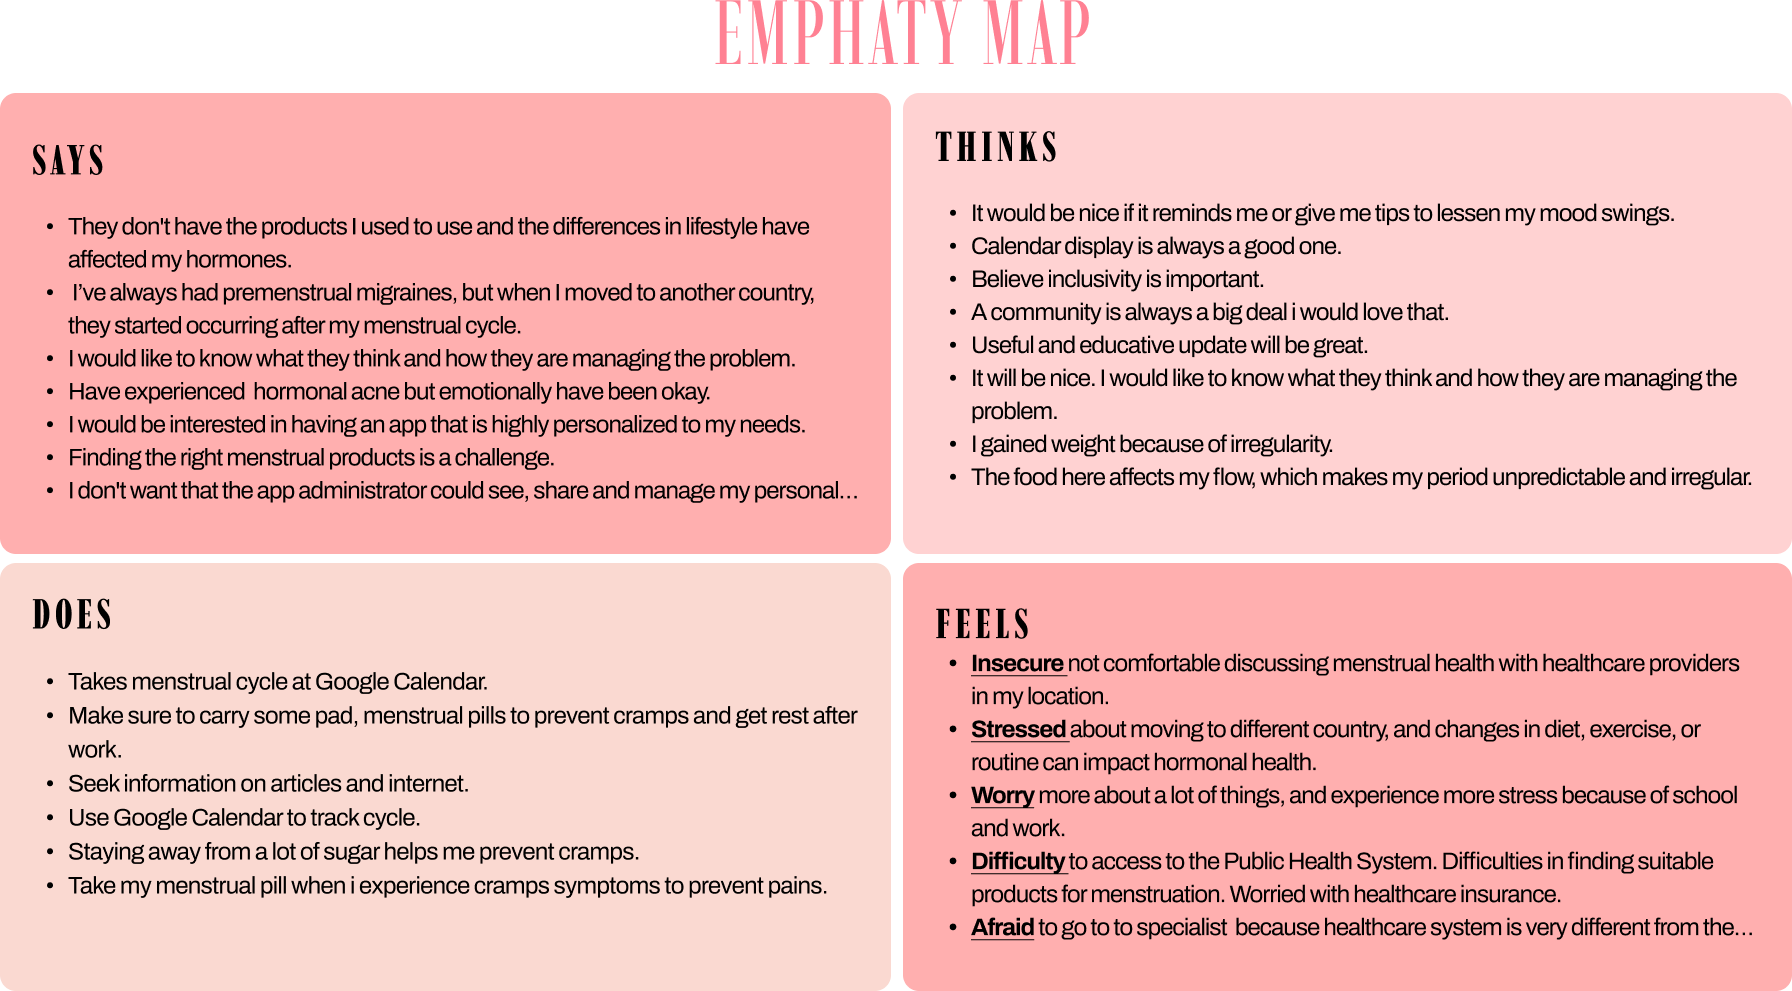 EMPHATY MAP
SAYS
• They don't have the products I used to use and the differences in lifestyle have
affected my hormones.
• I’ve always had premenstrual migraines, but when I moved to another country,
they started occurring after my menstrual cycle.
• I would like to know what they think and how they are managing the problem.
• Have experienced  hormonal acne but emotionally have been okay.
• I would be interested in having an app that is highly personalized to my needs.
• Finding the right menstrual products is a challenge.
• I don't want that the app administrator could see, share and manage my personal...
THINKS
• It would be nice if it reminds me or give me tips to lessen my mood swings.
• Calendar display is always a good one.
• Believe inclusivity is important.
• A community is always a big deal i would love that.
• Useful and educative update will be great.
• It will be nice. I would like to know what they think and how they are managing the
problem.
• I gained weight because of irregularity.
• The food here affects my flow, which makes my period unpredictable and irregular.
DOES
• Takes menstrual cycle at Google Calendar.
• Make sure to carry some pad, menstrual pills to prevent cramps and get rest after
work.
• Seek information on articles and internet.
• Use Google Calendar to track cycle.
• Staying away from a lot of sugar helps me prevent cramps.
• Take my menstrual pill when i experience cramps symptoms to prevent pains.
FEELS
• Insecure not comfortable discussing menstrual health with healthcare providers
in my location.
• Stressed about moving to different country, and changes in diet, exercise, or
routine can impact hormonal health.
• Worry more about a lot of things, and experience more stress because of school
and work.
• Difficulty to access to the Public Health System. Difficulties in finding suitable
products for menstruation. Worried with healthcare insurance.
• Afraid to go to to specialist  because healthcare system is very different from the...